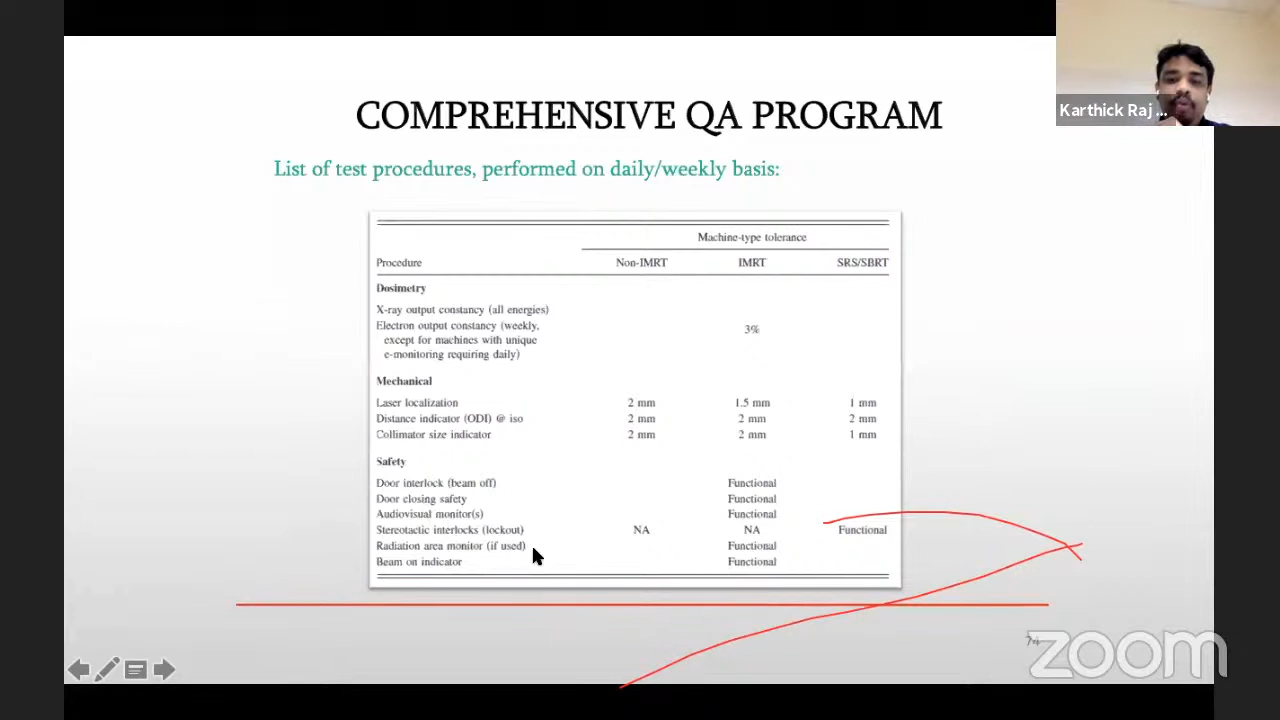 Karthick Raj ...
COMPREHENSIVE QA PROGRAM
List of test procedures, performed on daily/weekly basis:
Machine-type tolerance
Procedure Non-IMRT IMRT SRS/SBRT
Dosimetry
X-ray output constancy (all energies)
Electron output constancy (weekly,
except for machines with unique
e-monitoring requiring daily)
3%
Mechanical
Laser localization 2 mm 1.5 mm 1 mm
Distance indicator (ODI) @ iso 2 mm 2 mm 2 mm
Collimator size indicator 2 mm 2 mm 1 mm
Safety
Door interlock (beam off) Functional
Door closing safety Functional
Audiovisual monitor(s) Functional
Stereotactic interlocks (lockout) NA NA Functional
Radiation area monitor (if used) Functional
Beam on indicator Functional
zoom